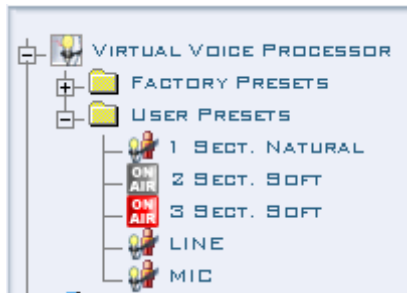 Virtual Voice Processor
Factory Presets
User Presets
1 Sect. Natural
ON AIR 2 Sect. Soft
ON AIR 3 Sect. Soft
LINE
MIC